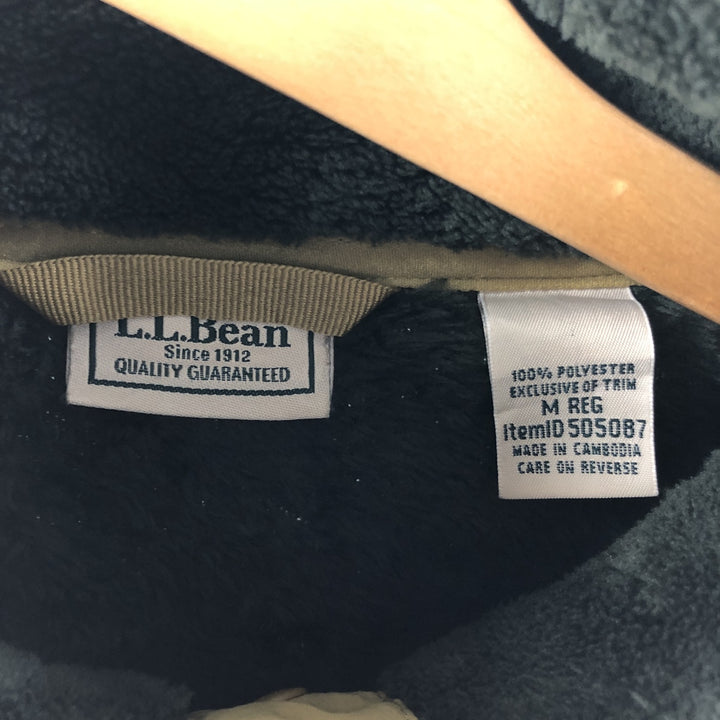 L.L.Bean
Since 1912
QUALITY GUARANTEED
100% POLYESTER
EXCLUSIVE OF TRIM
M REG
ItemID 505087
MADE IN CAMBODIA
CARE ON REVERSE